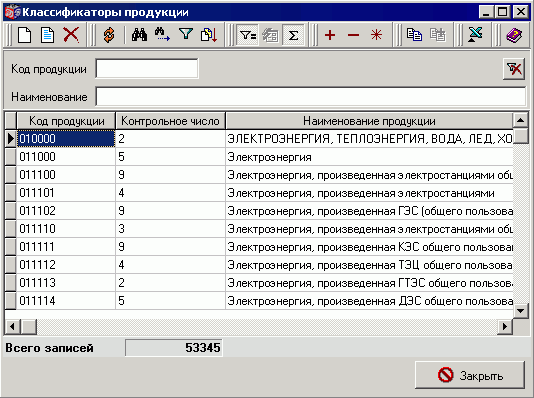 Классификаторы продукции
Код продукции
Наименование
Код продукции Контрольное число Наименование продукции
010000 2 ЭЛЕКТРОЭНЕРГИЯ, ТЕПЛОЭНЕРГИЯ, ВОДА, ЛЕД, ХО
011000 5 Электроэнергия
011100 9 Электроэнергия, произведенная электростанциями общ
011101 4 Электроэнергия, произведенная электростанциями
011102 9 Электроэнергия, произведенная ГЭС (общего пользова
011110 3 Электроэнергия, произведенная электростанциями общ
011111 9 Электроэнергия, произведенная КЭС общего пользова
011112 4 Электроэнергия, произведенная ТЭЦ общего пользова
011113 2 Электроэнергия, произведенная ГТЭС общего пользова
011114 5 Электроэнергия, произведенная ДЭС общего пользова
Всего записей 53345
Закрыть